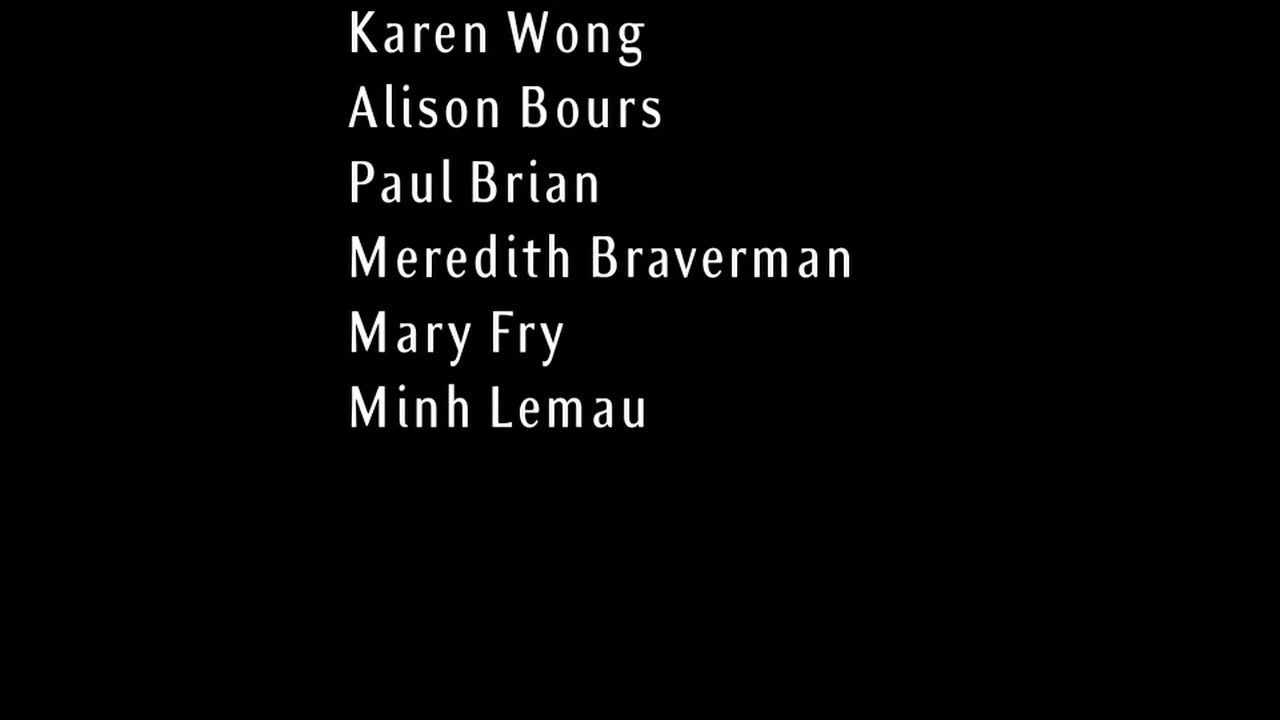 Karen Wong
Alison Bours
Paul Brian
Meredith Braverman
Mary Fry
Minh Lemau